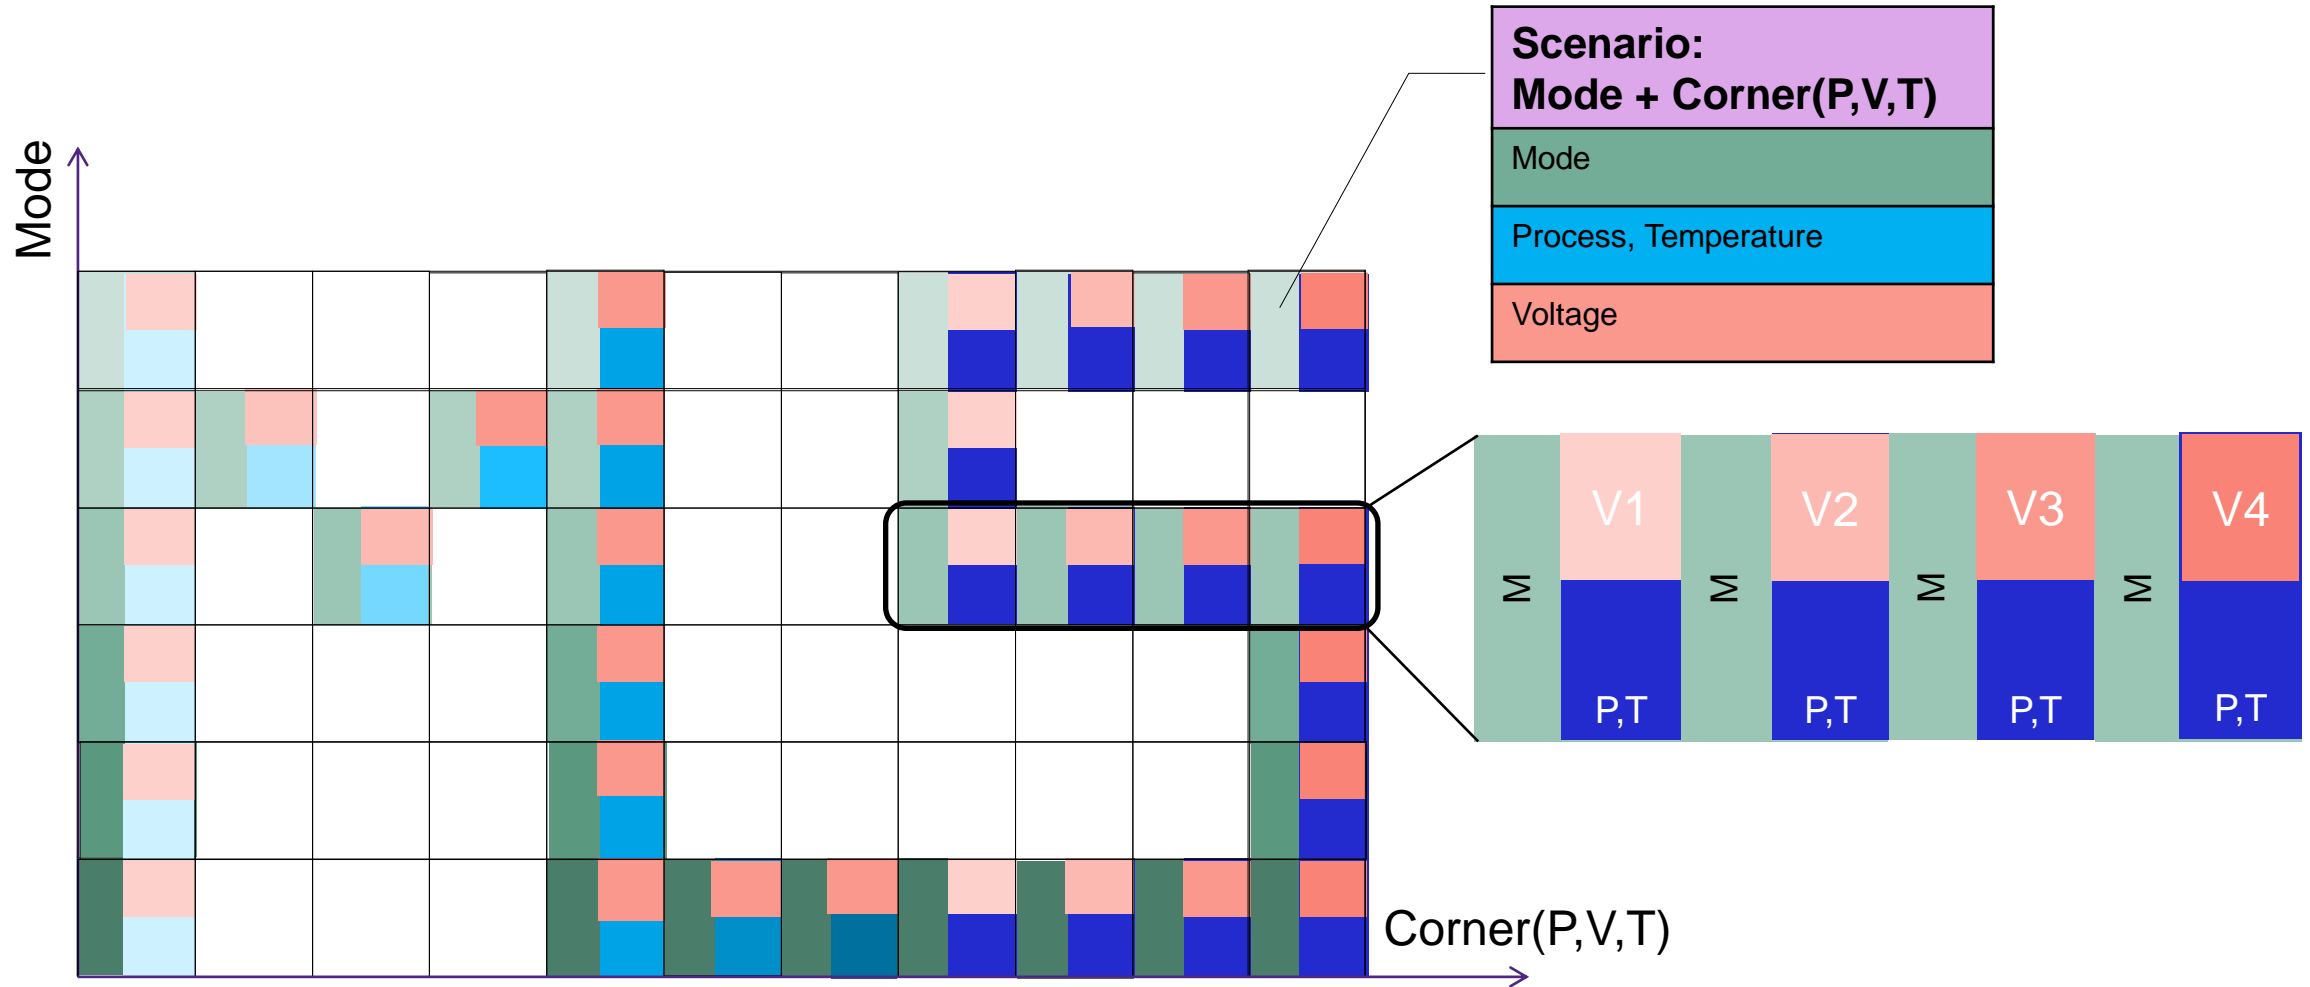 Scenario:
Mode + Corner(P,V,T)
Mode
Process, Temperature
Voltage
Mode
V1
V2
V3
V4
M
M
M
M
P,T
P,T
P,T
P,T
Corner(P,V,T)